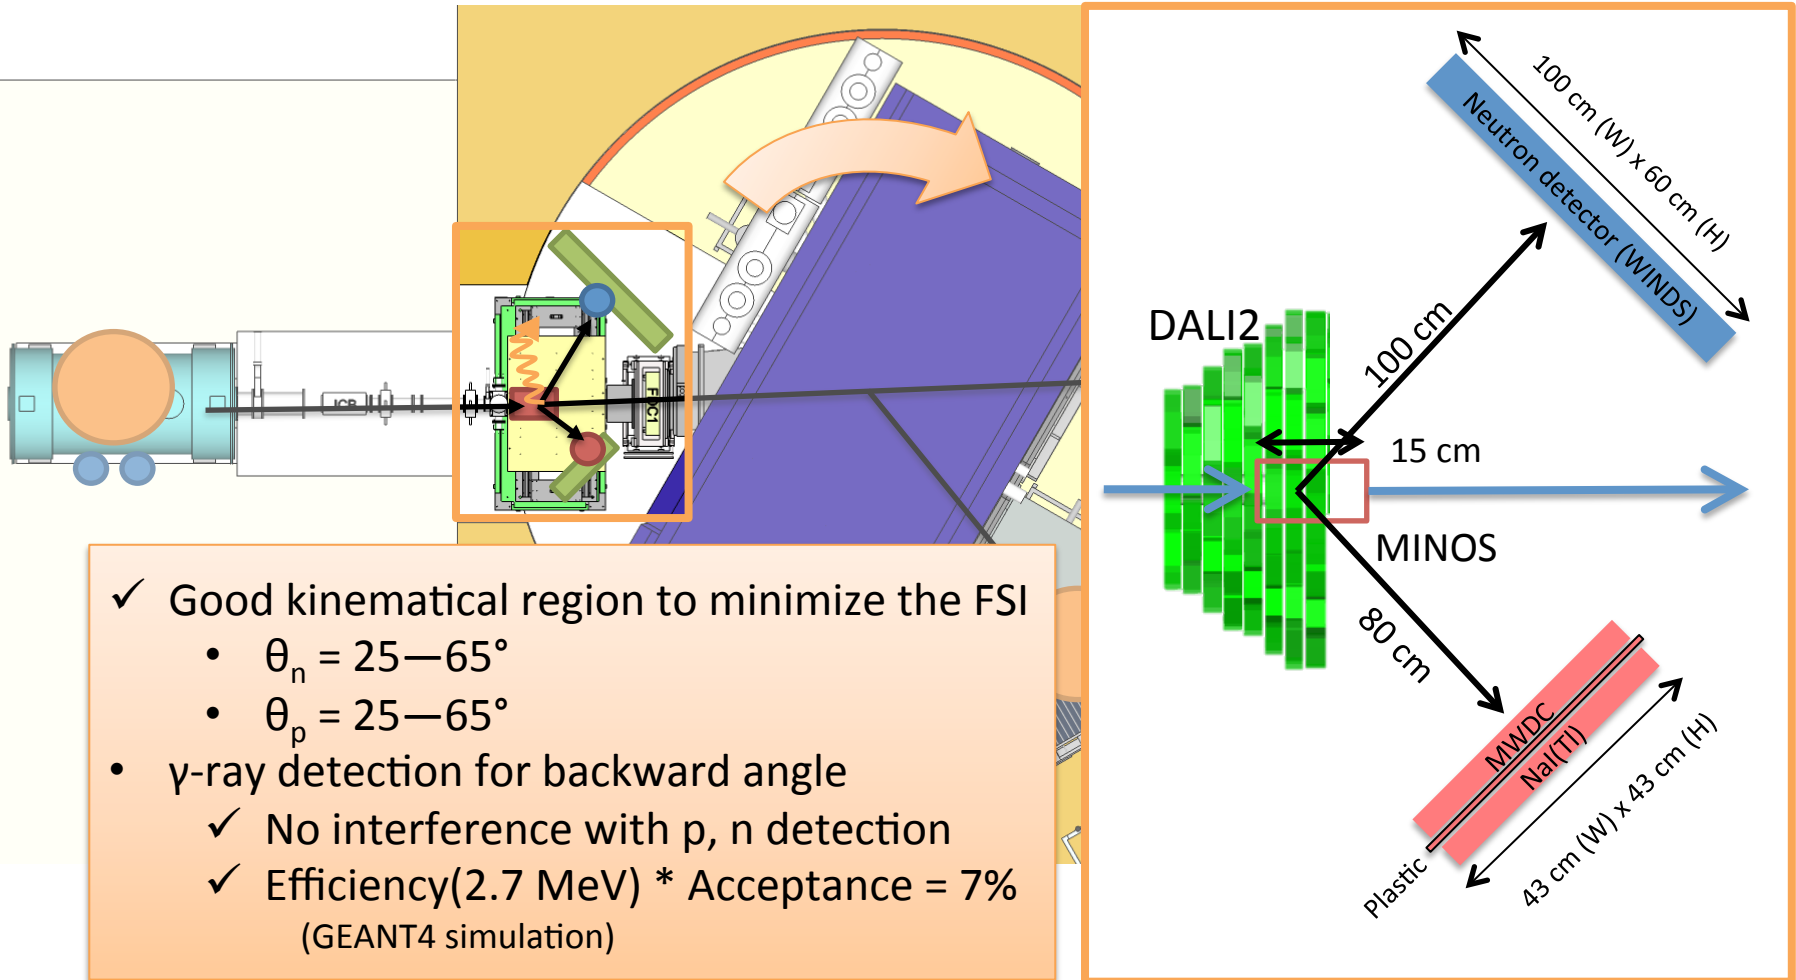 ICB
FDC1
✓ Good kinematical region to minimize the FSI
• θn = 25—65°
• θp = 25—65°
• γ-ray detection for backward angle
✓ No interference with p, n detection
✓ Efficiency(2.7 MeV) * Acceptance = 7%
(GEANT4 simulation)
100 cm (W) x 60 cm (H)
Neutron detector (WINDS)
DALI2
100 cm
15 cm
MINOS
80 cm
MWDC
NaI(Tl)
Plastic
43 cm (W) x 43 cm (H)